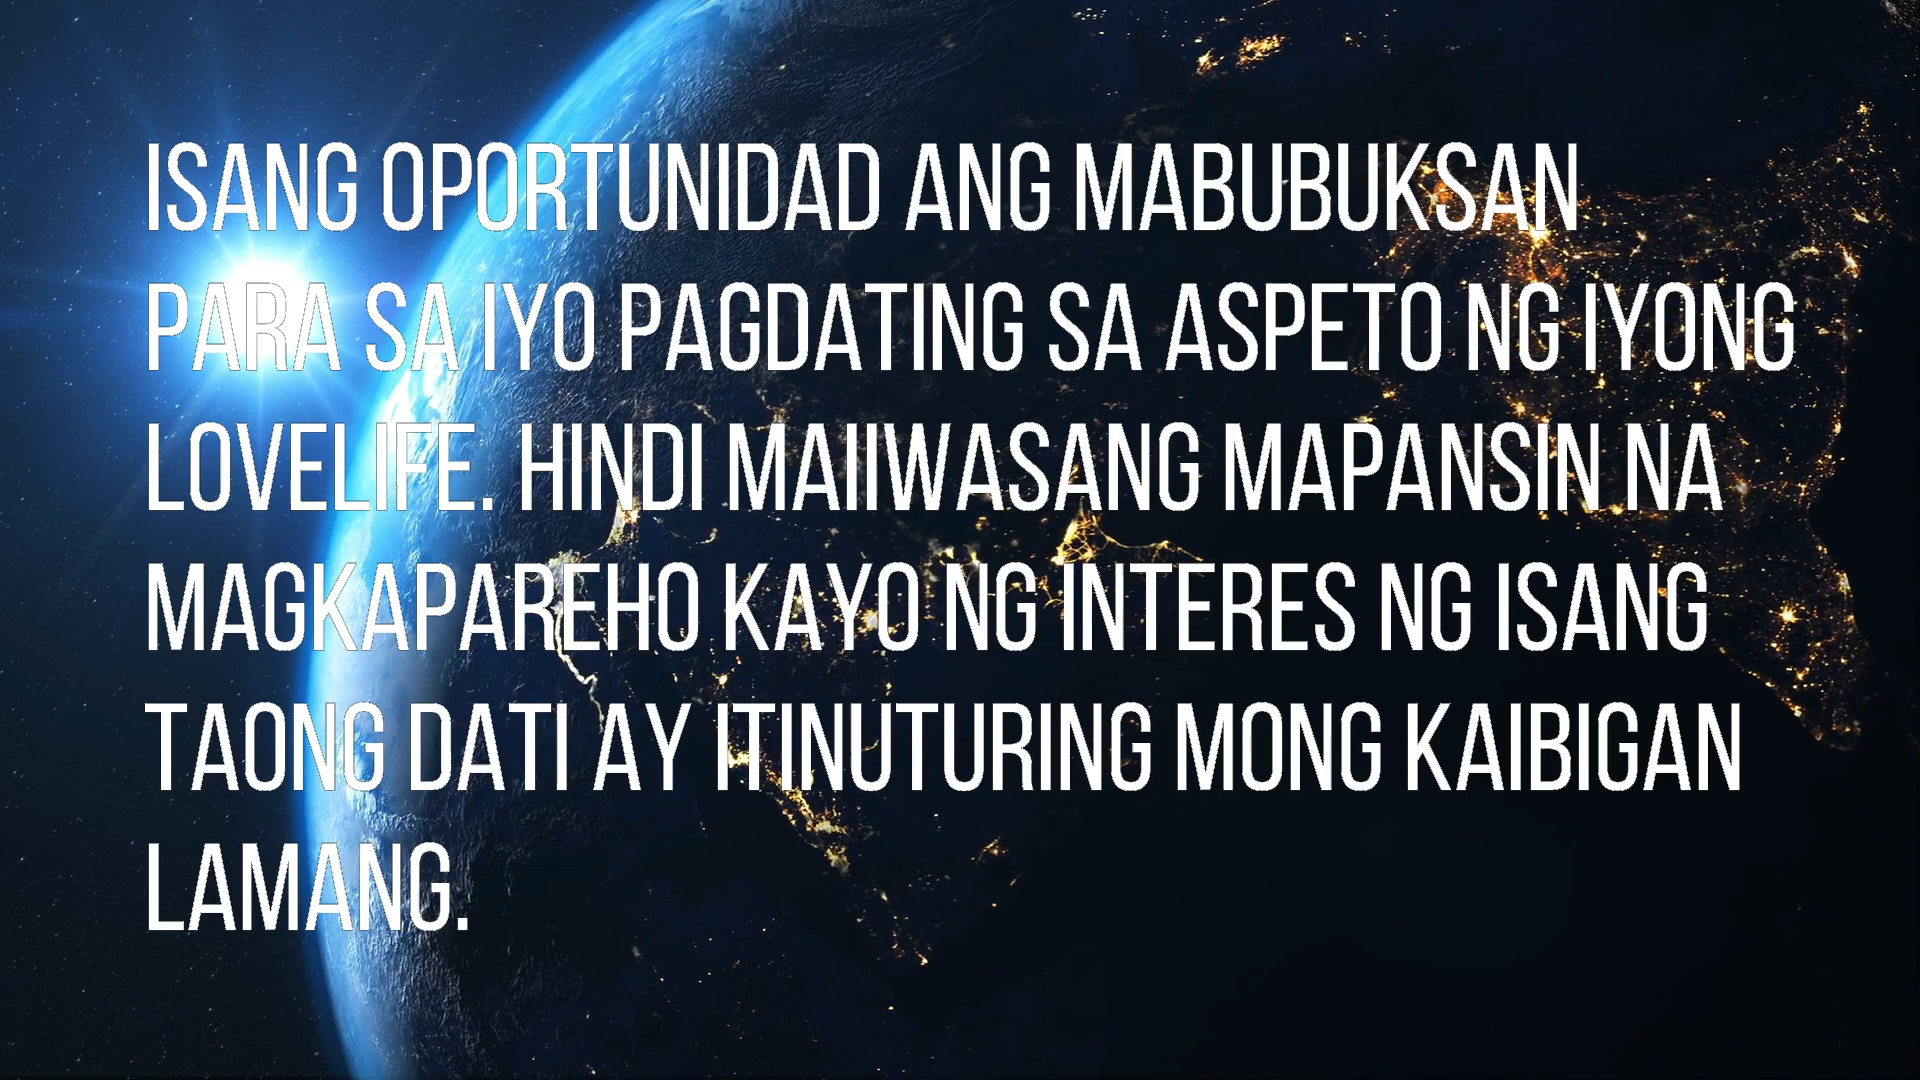 ISANG OPORTUNIDAD ANG MABUBUKSAN
PARA SA IYO PAGDATING SA ASPETO NG IYONG
LOVELIFE. HINDI MAIIWASANG MAPANSIN NA
MAGKAPAREHO KAYO NG INTERES NG ISANG
TAONG DATI AY ITINUTURING MONG KAIBIGAN
LAMANG.